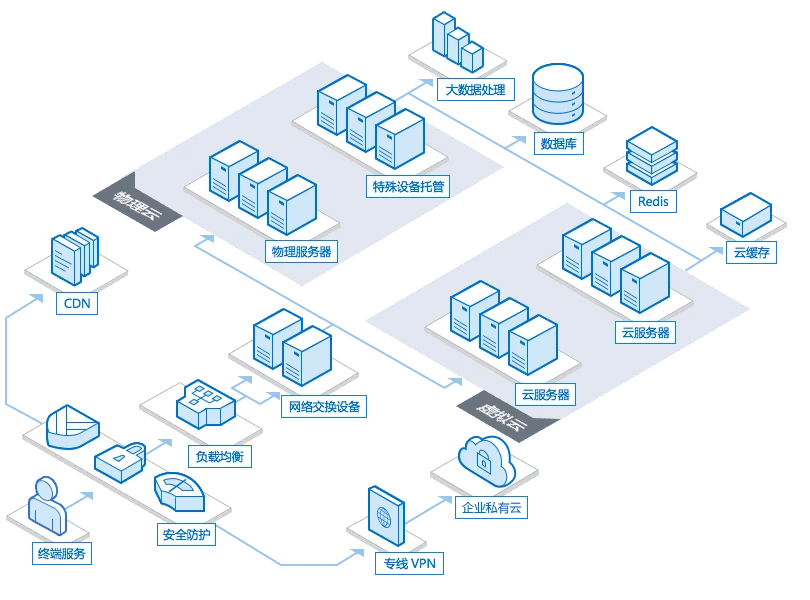 大数据处理
数据库
特殊设备托管
Redis
物理云
物理服务器
云缓存
CDN
云服务器
云服务器
网络交换设备
虚拟云
负载均衡
企业私有云
安全防护
终端服务
专线 VPN